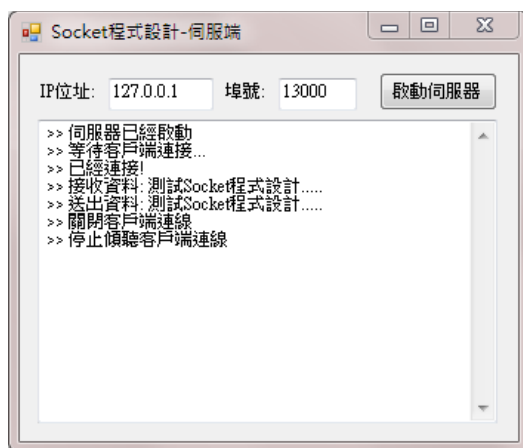 Socket程式設計-伺服端
IP位址: 127.0.0.1 埠號: 13000 啟動伺服器
>> 伺服器已經啟動
>> 等待客戶端連接...
>> 已經連接!
>> 接收資料: 測試Socket程式設計.....
>> 送出資料: 測試Socket程式設計.....
>> 關閉客戶端連線
>> 停止傾聽客戶端連線